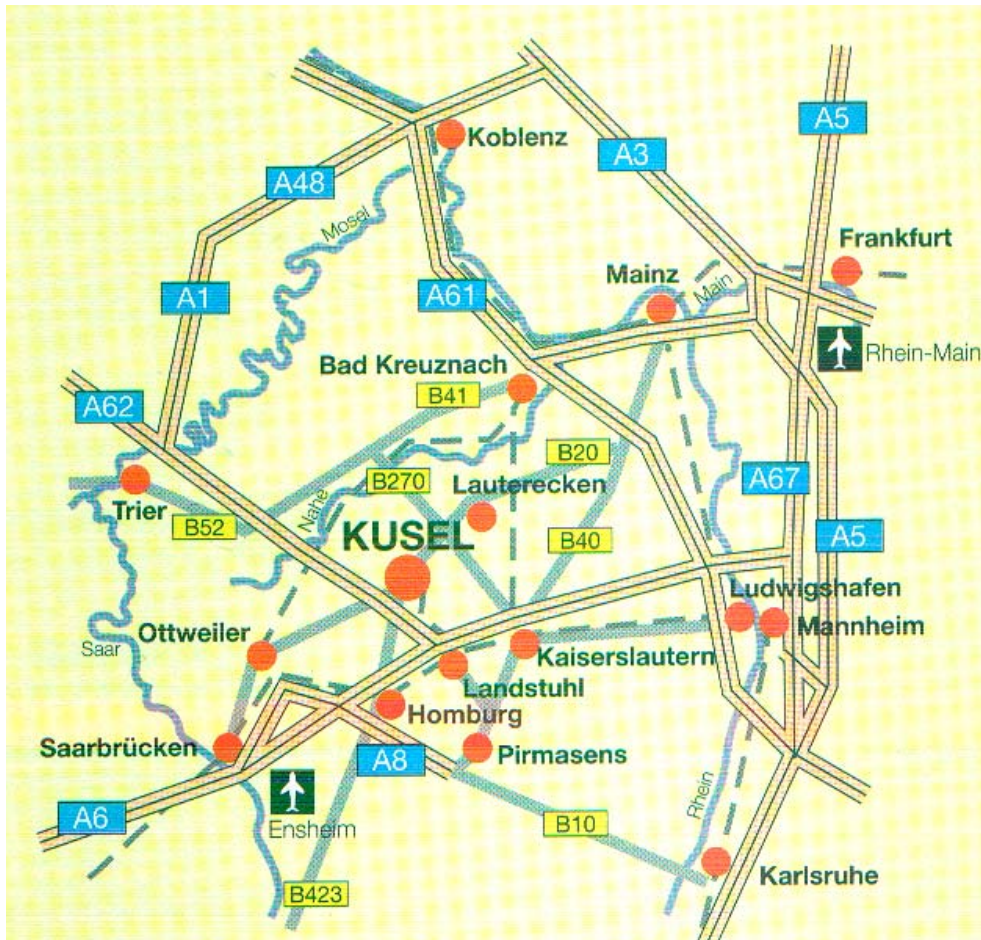 Koblenz
A5
A3
A48
Mosel
Frankfurt
Mainz
Main
A1
A61
Rhein-Main
Bad Kreuznach
B41
A62
B20
B270
Lauterecken
A67
Trier
B52
Nahe
KUSEL
B40
A5
Ludwigshafen
Mannheim
Ottweiler
Saar
Kaiserslautern
Landstuhl
Homburg
Saarbrücken
A8
Pirmasens
Rhein
A6
Ensheim
B10
Karlsruhe
B423